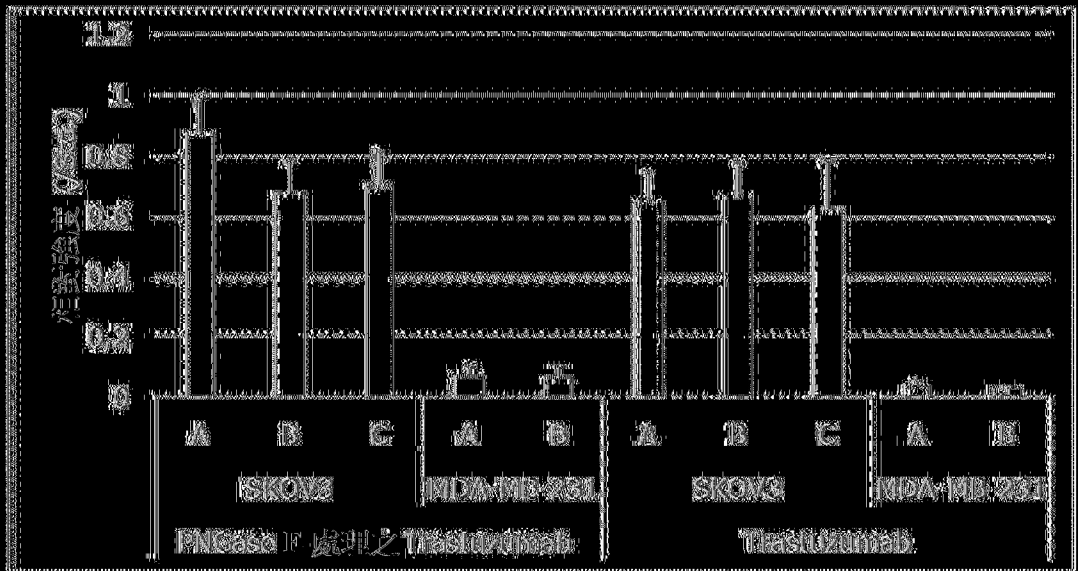 1.2
1
0.8
0.6
0.4
0.2
0
相對強度
A B C A B A B C A B
SKOV3 MDA-MB-231 SKOV3 MDA-MB-231
PNGase F 處理之 Trastuzumab Trastuzumab